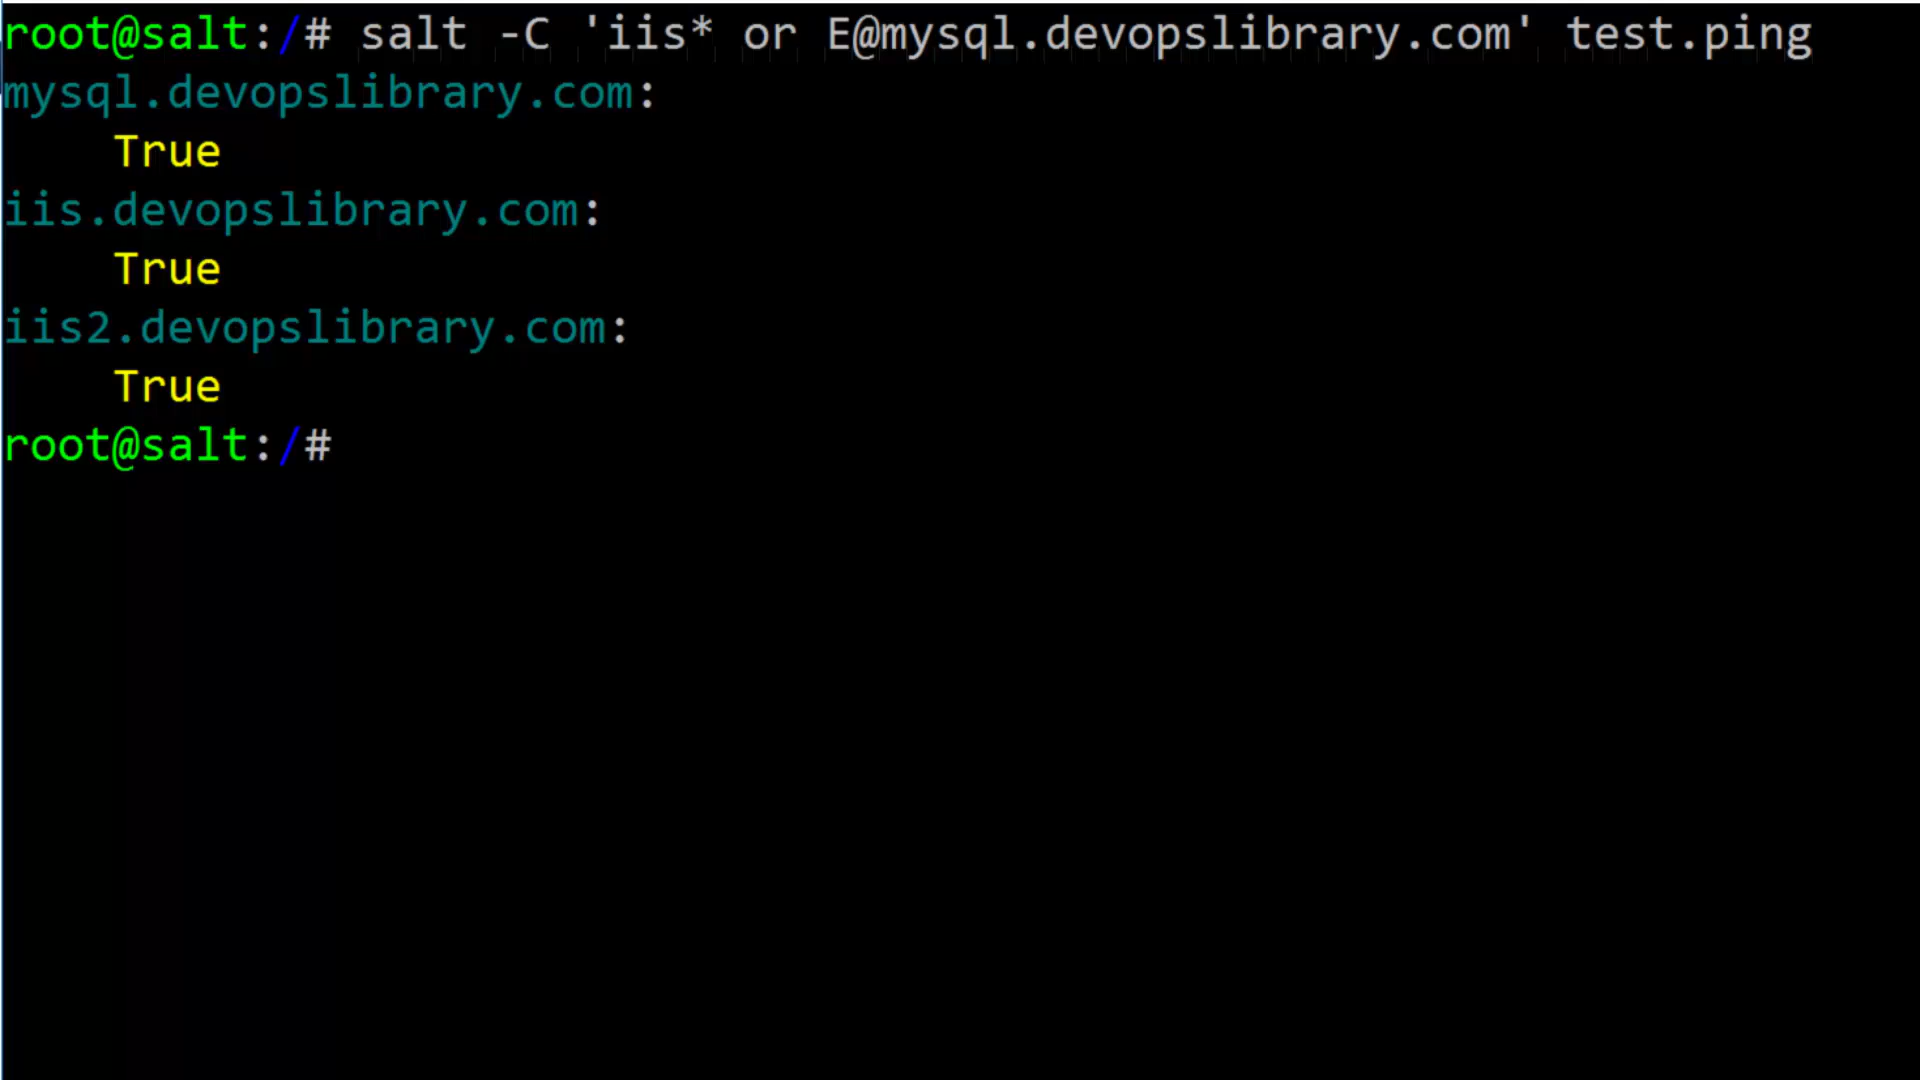 root@salt:/# salt -C 'iis* or E@mysql.devopslibrary.com' test.ping
mysql.devopslibrary.com:
    True
iis.devopslibrary.com:
    True
iis2.devopslibrary.com:
    True
root@salt:/#